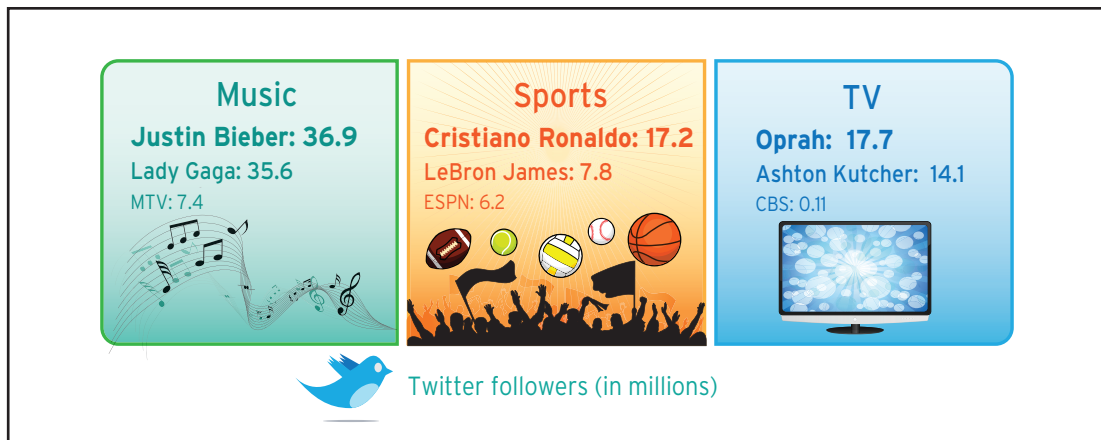 Music
Justin Bieber: 36.9
Lady Gaga: 35.6
MTV: 7.4
Sports
Cristiano Ronaldo: 17.2
LeBron James: 7.8
ESPN: 6.2
TV
Oprah: 17.7
Ashton Kutcher: 14.1
CBS: 0.11
Twitter followers (in millions)